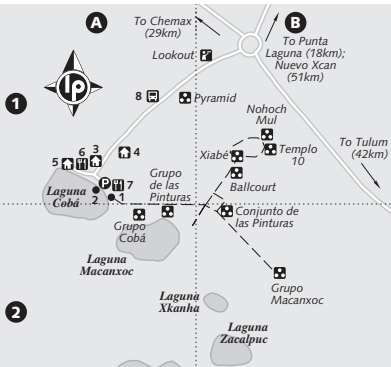 A
B
To Chemax
(29km)
To Punta
Laguna (18km);
Nuevo Xcan
(51km)
Lookout
lp
1
8
Pyramid
Nohoch
Mul
To Tulum
(42km)
Xiabé
Templo
10
5
6
3
4
Ballcourt
Grupo
de las
Pinturas
P
7
Laguna
Cobá
2
1
Conjunto de
las Pinturas
Grupo
Cobá
Laguna
Macanxoc
Grupo
Macanxoc
Laguna
Xkanha
2
Laguna
Zacalpuc